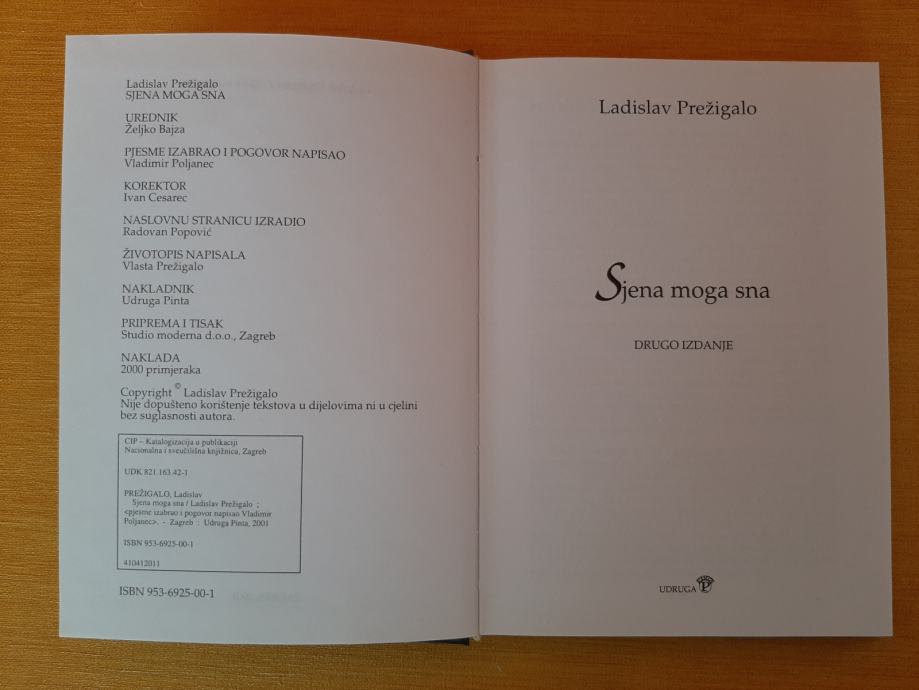 Ladislav Prežigalo
SJENA MOGA SNA
UREDNIK
Željko Bajza
PJESME IZABRAO I POGOVOR NAPISAO
Vladimir Poljanec
KOREKTOR
Ivan Cesarec
NASLOVNU STRANICU IZRADIO
Radovan Popović
ŽIVOTOPIS NAPISALA
Vlasta Prežigalo
NAKLADNIK
Udruga Pinta
PRIPREMA I TISAK
Studio moderna d.o.o., Zagreb
NAKLADA
2000 primjeraka
Copyright © Ladislav Prežigalo
Nije dopušteno korištenje tekstova u dijelovima ni u cjelini
bez suglasnosti autora.
CIP – Katalogizacija u publikaciji
Nacionalna i sveučilišna knjižnica, Zagreb
UDK 821.163.42-1
PREŽIGALO, Ladislav
Sjena moga sna / Ladislav Prežigalo ;
<pjesme izabrao i pogovor napisao Vladimir
Poljanec>. - Zagreb : Udruga Pinta, 2001
ISBN 953-6925-00-1
410412011
ISBN 953-6925-00-1
Ladislav Prežigalo
Sjena moga sna
DRUGO IZDANJE
UDRUGA P